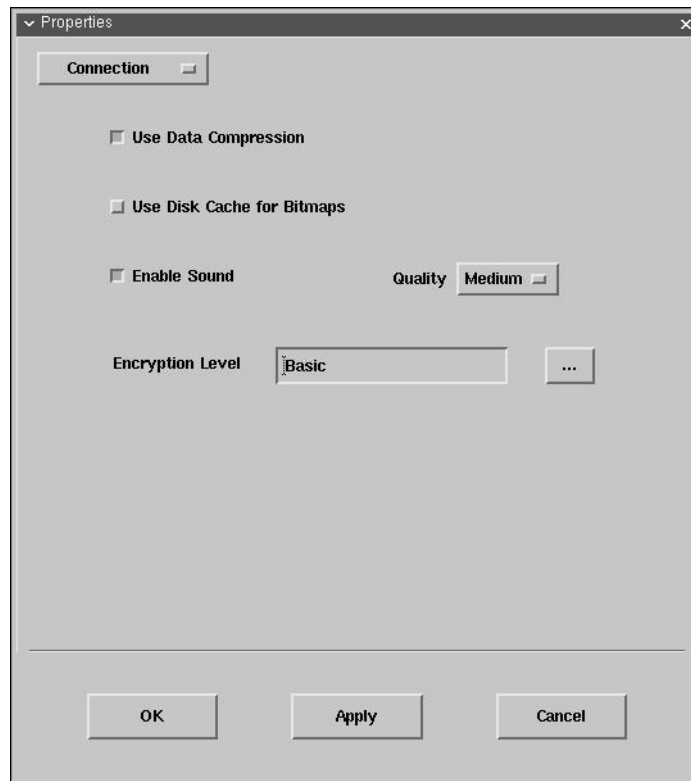 Properties
Connection
Use Data Compression
Use Disk Cache for Bitmaps
Enable Sound Quality Medium
Encryption Level Basic ...
OK Apply Cancel